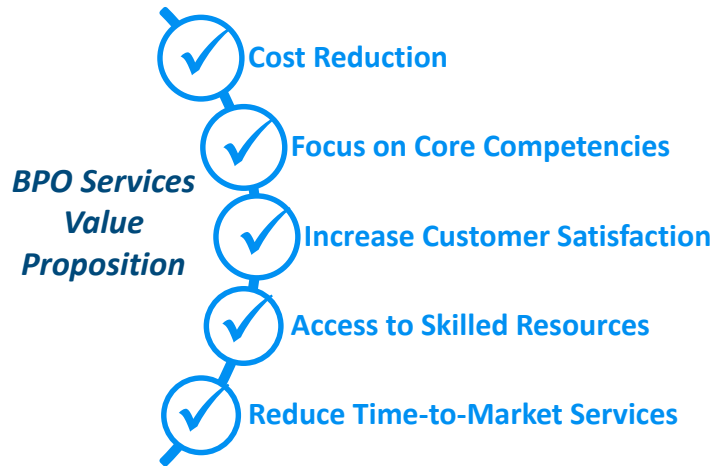 Cost Reduction
Focus on Core Competencies
BPO Services
Value
Proposition
Increase Customer Satisfaction
Access to Skilled Resources
Reduce Time-to-Market Services